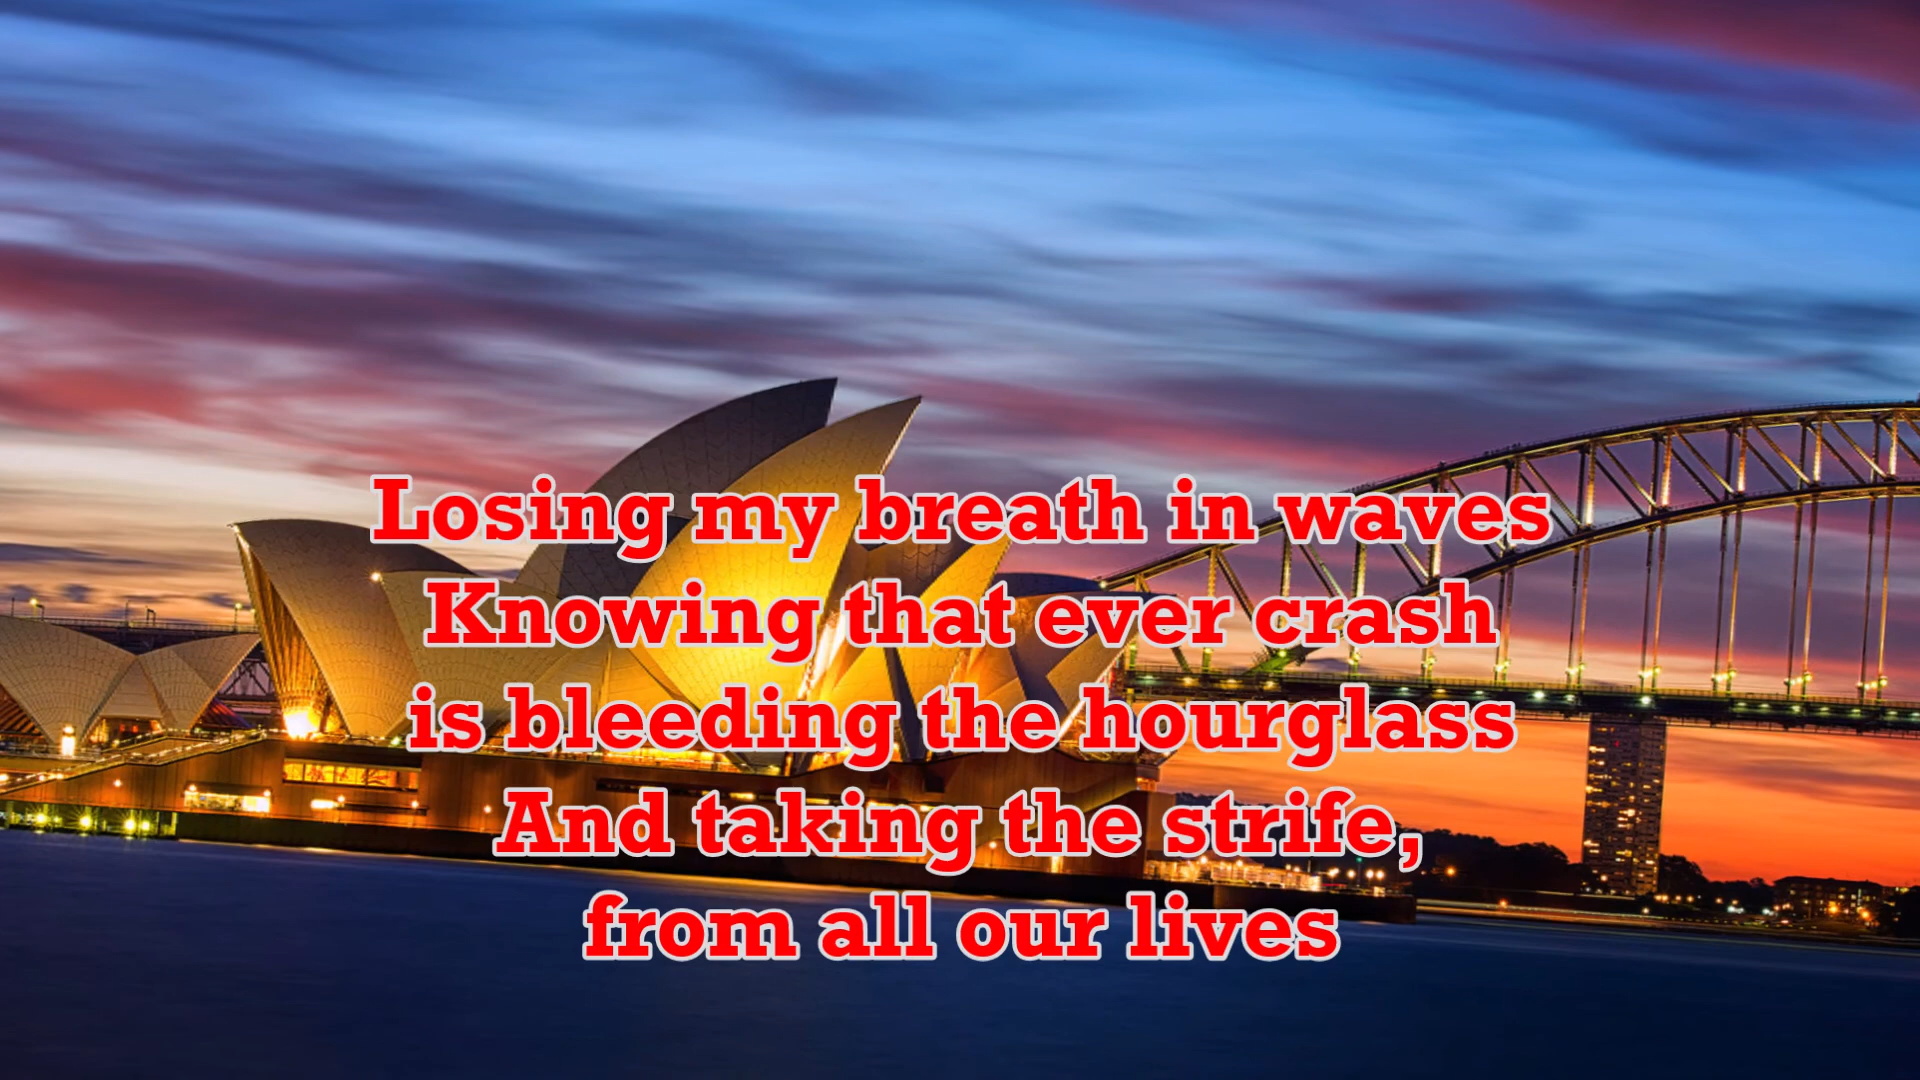 Losing my breath in waves
Knowing that ever crash
is bleeding the hourglass
And taking the strife,
from all our lives